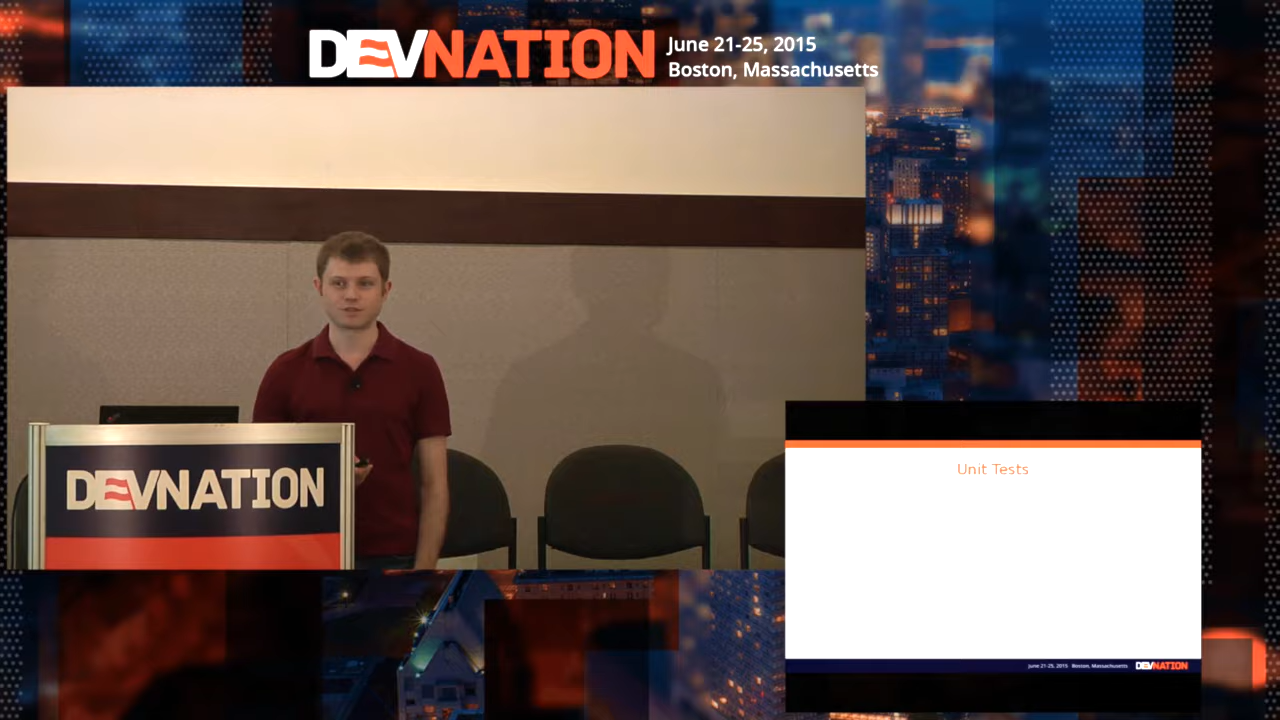 DEVNATION
June 21-25, 2015
Boston, Massachusetts
DEVNATION
Unit Tests
June 21-25, 2015 Boston, Massachusetts DEVNATION